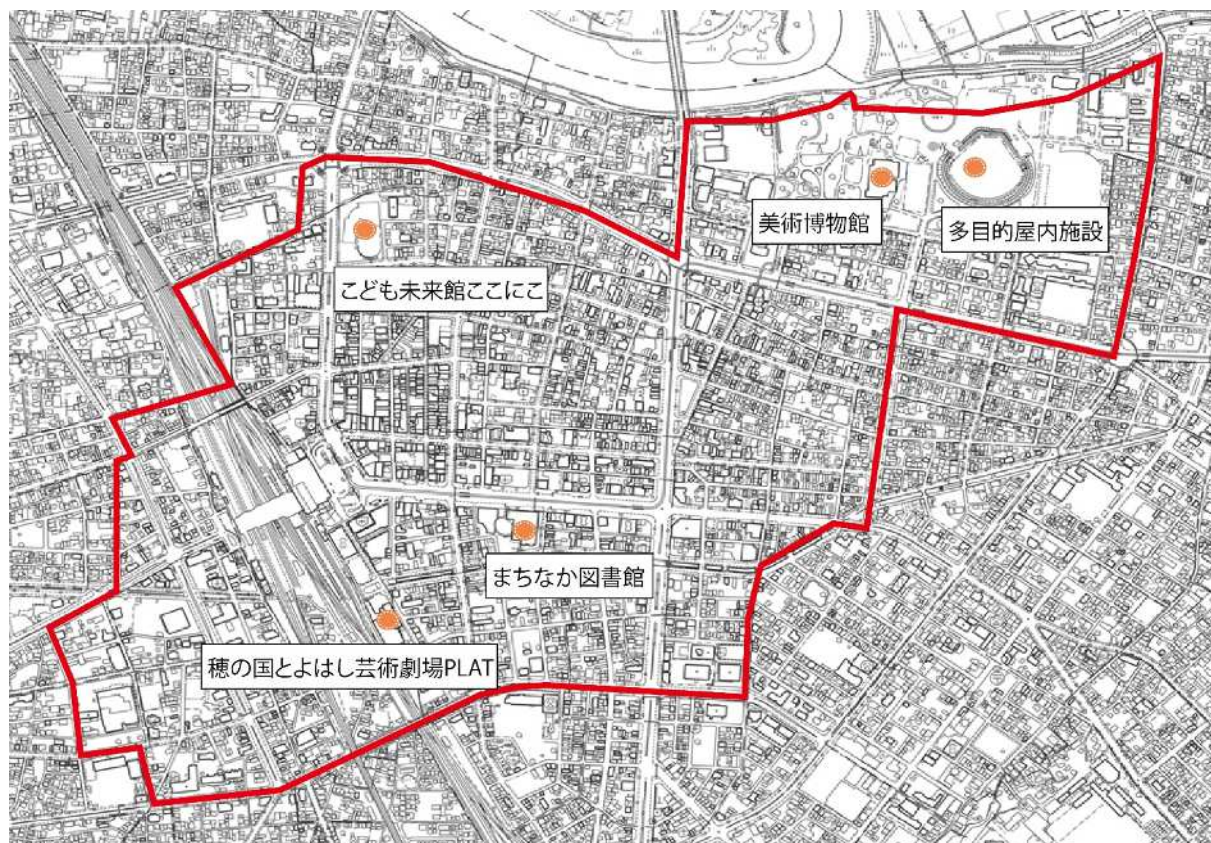 美術博物館
多目的屋内施設
こども未来館ここにこ
まちなか図書館
穂の国とよはし芸術劇場PLAT